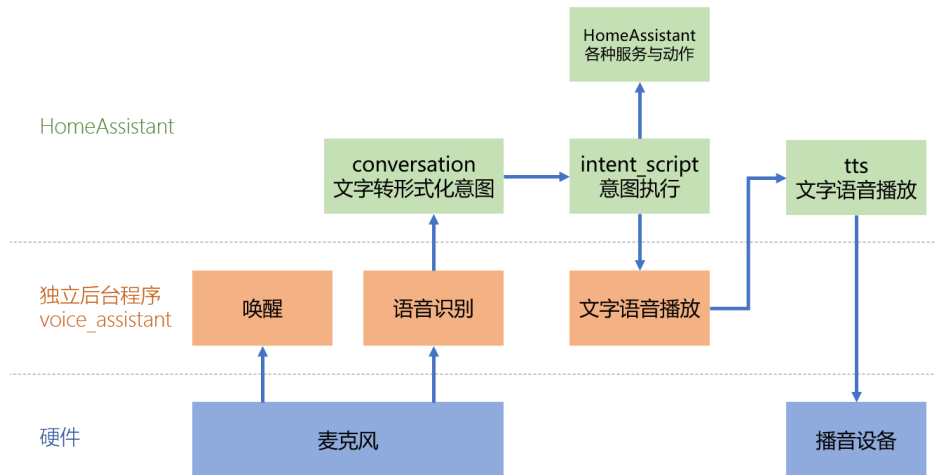 HomeAssistant
各种服务与动作
HomeAssistant
conversation
文字转形式化意图
intent_script
意图执行
tts
文字语音播放
独立后台程序
voice_assistant
唤醒
语音识别
文字语音播放
硬件
麦克风
播音设备